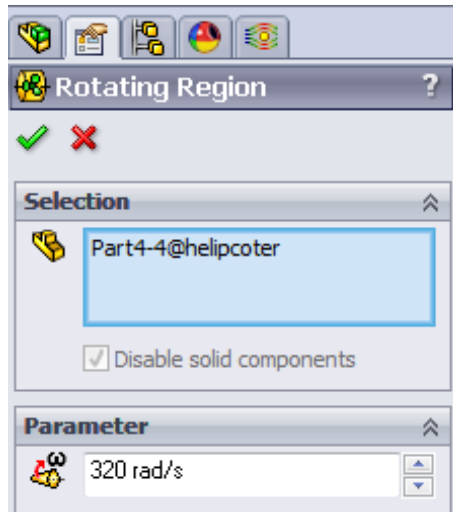 Rotating Region ?
Selection
Part4-4@helipcoter
Disable solid components
Parameter
ω
320 rad/s